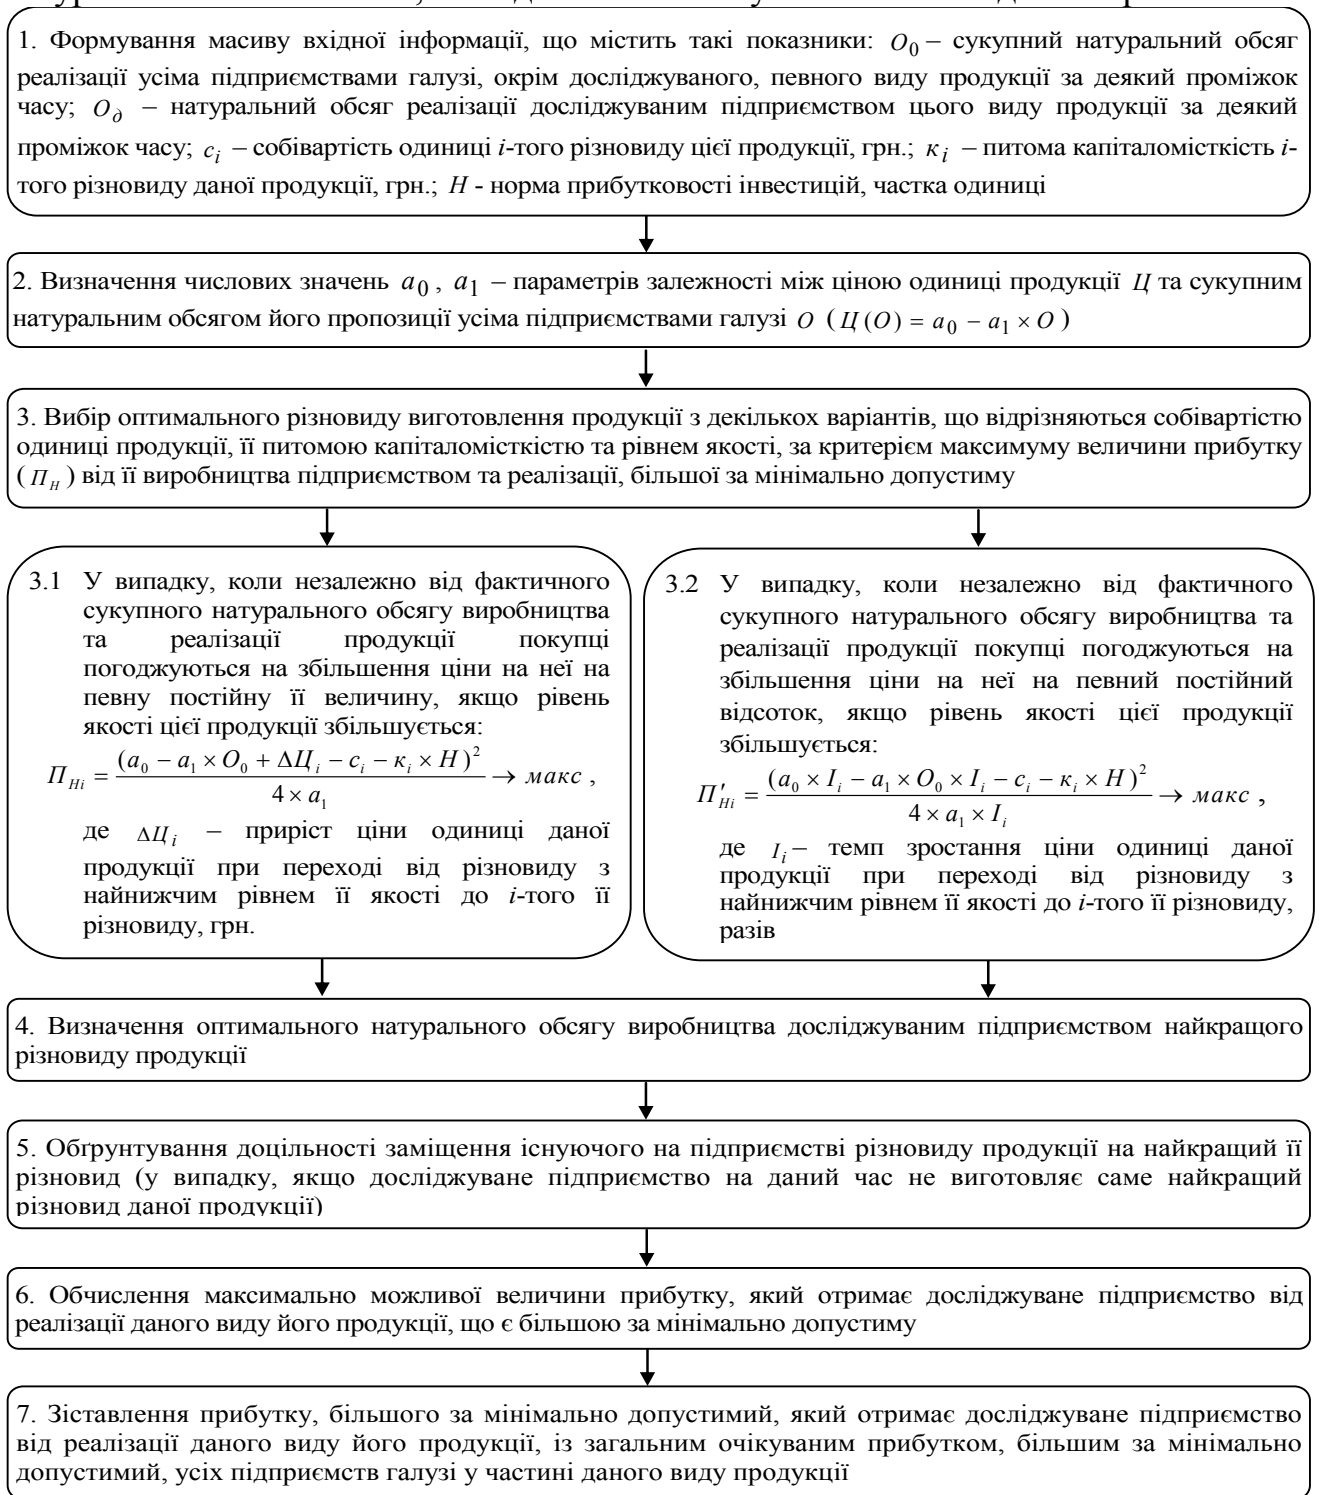 1. Формування масиву вхідної інформації, що містить такі показники: O₀ – сукупний натуральний обсяг
реалізації усіма підприємствами галузі, окрім досліджуваного, певного виду продукції за деякий проміжок
часу; O_д – натуральний обсяг реалізації досліджуваним підприємством цього виду продукції за деякий
проміжок часу; c_i – собівартість одиниці i-того різновиду цієї продукції, грн.; к_i – питома капіталомісткість i-
того різновиду даної продукції, грн.; H - норма прибутковості інвестицій, частка одиниці
2. Визначення числових значень a₀ , a₁ – параметрів залежності між ціною одиниці продукції Ц та сукупним
натуральним обсягом його пропозиції усіма підприємствами галузі O ( Ц (O) = a₀ − a₁ × O )
3. Вибір оптимального різновиду виготовлення продукції з декількох варіантів, що відрізняються собівартістю
одиниці продукції, її питомою капіталомісткістю та рівнем якості, за критерієм максимуму величини прибутку
( П_Н ) від її виробництва підприємством та реалізації, більшої за мінімально допустиму
3.1 У випадку, коли незалежно від фактичного
сукупного натурального обсягу виробництва
та реалізації продукції покупці
погоджуються на збільшення ціни на неї на
певну постійну її величину, якщо рівень
якості цієї продукції збільшується:
П_Hi = (a₀ − a₁ × O₀ + ΔЦ_i − c_i − к_i × H )² / 4 × a₁ → макс ,
де ΔЦ_i – приріст ціни одиниці даної
продукції при переході від різновиду з
найнижчим рівнем її якості до i-того її
різновиду, грн.
3.2 У випадку, коли незалежно від фактичного
сукупного натурального обсягу виробництва та
реалізації продукції покупці погоджуються на
збільшення ціни на неї на певний постійний
відсоток, якщо рівень якості цієї продукції
збільшується:
П′_Hi = (a₀ × I_i − a₁ × O₀ × I_i − c_i − к_i × H )² / 4 × a₁ × I_i → макс ,
де I_i – темп зростання ціни одиниці даної
продукції при переході від різновиду з
найнижчим рівнем її якості до i-того її різновиду,
разів
4. Визначення оптимального натурального обсягу виробництва досліджуваним підприємством найкращого
різновиду продукції
5. Обґрунтування доцільності заміщення існуючого на підприємстві різновиду продукції на найкращий її
різновид (у випадку, якщо досліджуване підприємство на даний час не виготовляє саме найкращий
різновид даної продукції)
6. Обчислення максимально можливої величини прибутку, який отримає досліджуване підприємство від
реалізації даного виду його продукції, що є більшою за мінімально допустиму
7. Зіставлення прибутку, більшого за мінімально допустимий, який отримає досліджуване підприємство
від реалізації даного виду його продукції, із загальним очікуваним прибутком, більшим за мінімально
допустимий, усіх підприємств галузі у частині даного виду продукції